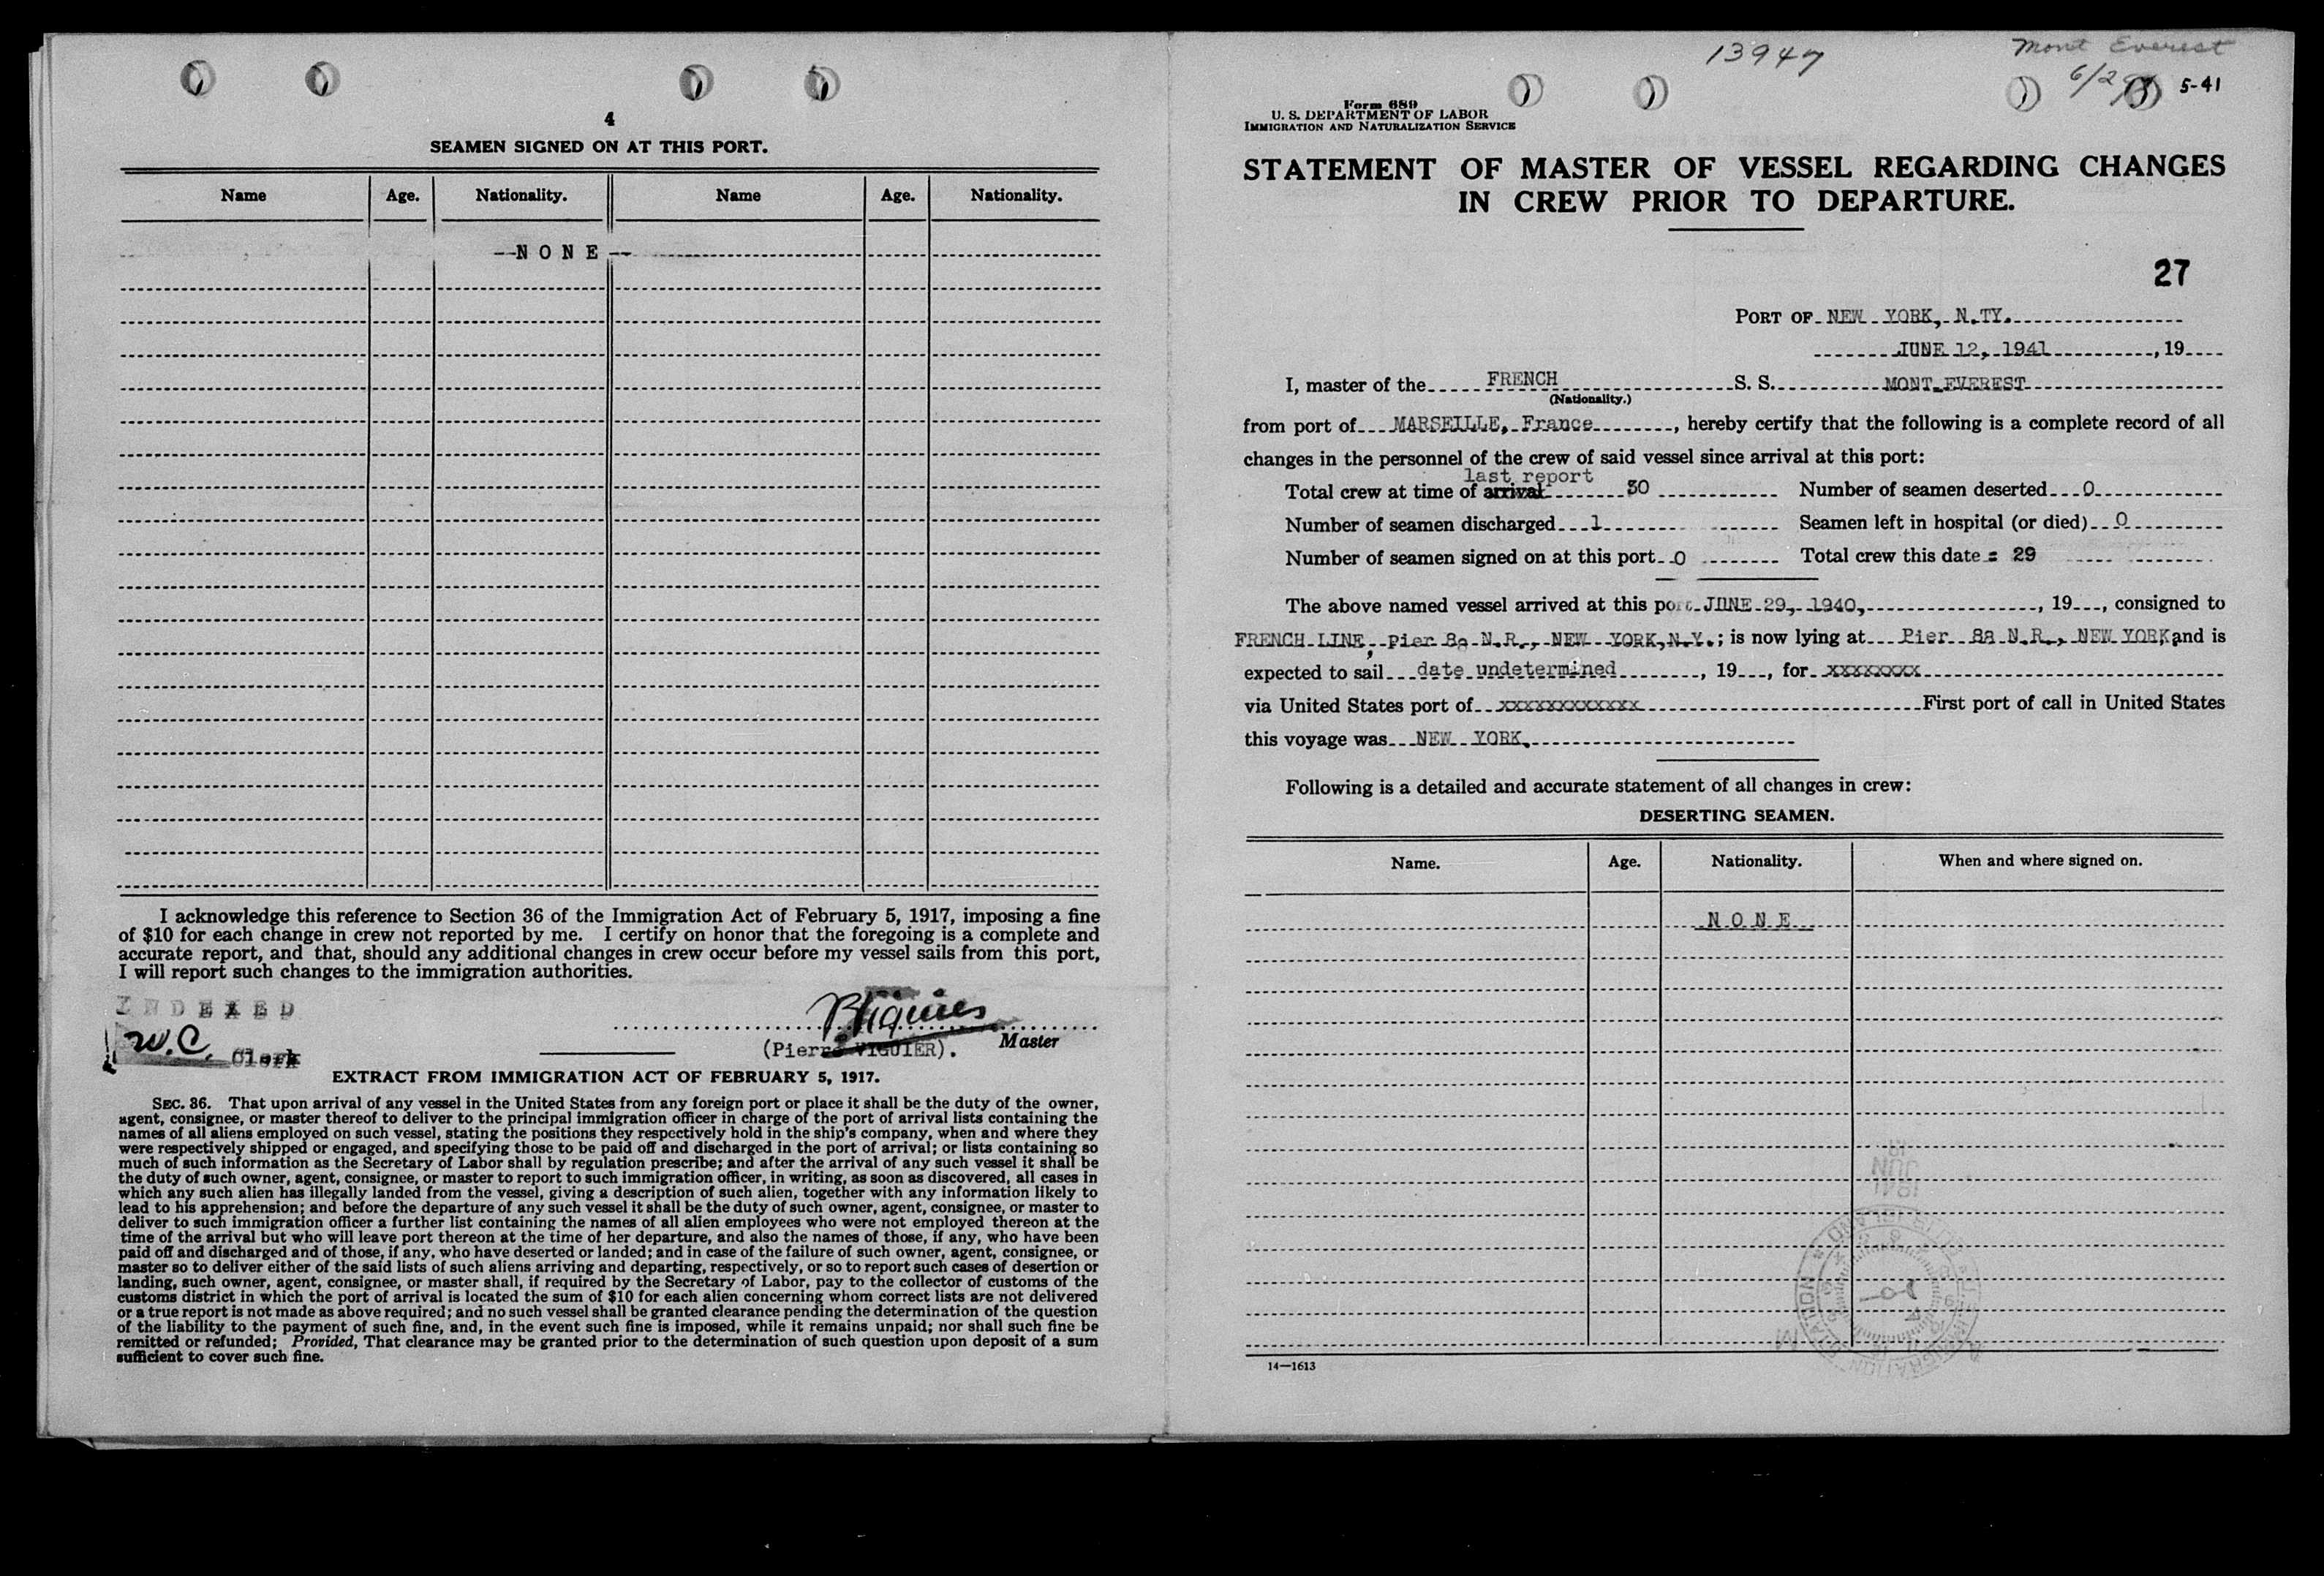 4
SEAMEN SIGNED ON AT THIS PORT.
Name Age. Nationality. Name Age. Nationality.
--N O N E--
I acknowledge this reference to Section 36 of the Immigration Act of February 5, 1917, imposing a fine
of $10 for each change in crew not reported by me. I certify on honor that the foregoing is a complete and
accurate report, and that, should any additional changes in crew occur before my vessel sails from this port,
I will report such changes to the immigration authorities.
INDEXED
W.C. Clerk
PViguier
(Pierre VIGUIER). Master
EXTRACT FROM IMMIGRATION ACT OF FEBRUARY 5, 1917.
SEC. 36. That upon arrival of any vessel in the United States from any foreign port or place it shall be the duty of the owner,
agent, consignee, or master thereof to deliver to the principal immigration officer in charge of the port of arrival lists containing the
names of all aliens employed on such vessel, stating the positions they respectively hold in the ship's company, when and where they
were respectively shipped or engaged, and specifying those to be paid off and discharged in the port of arrival; or lists containing so
much of such information as the Secretary of Labor shall by regulation prescribe; and after the arrival of any such vessel it shall be
the duty of such owner, agent, consignee, or master to report to such immigration officer, in writing, as soon as discovered, all cases in
which any such alien has illegally landed from the vessel, giving a description of such alien, together with any information likely to
lead to his apprehension; and before the departure of any such vessel it shall be the duty of such owner, agent, consignee, or master to
deliver to such immigration officer a further list containing the names of all alien employees who were not employed thereon at the
time of the arrival but who will leave port thereon at the time of her departure, and also the names of those, if any, who have been
paid off and discharged and of those, if any, who have deserted or landed; and in case of the failure of such owner, agent, consignee, or
master so to deliver either of the said lists of such aliens arriving and departing, respectively, or so to report such cases of desertion or
landing, such owner, agent, consignee, or master shall, if required by the Secretary of Labor, pay to the collector of customs of the
customs district in which the port of arrival is located the sum of $10 for each alien concerning whom correct lists are not delivered
or a true report is not made as above required; and no such vessel shall be granted clearance pending the determination of the question
of the liability to the payment of such fine, and, in the event such fine is imposed, while it remains unpaid; nor shall such fine be
remitted or refunded; Provided, That clearance may be granted prior to the determination of such question upon deposit of a sum
sufficient to cover such fine.
13947
Mont Everest
5-41
Form 689
U. S. DEPARTMENT OF LABOR
IMMIGRATION AND NATURALIZATION SERVICE
STATEMENT OF MASTER OF VESSEL REGARDING CHANGES
IN CREW PRIOR TO DEPARTURE.
27
PORT OF NEW YORK, N.TY.
JUNE 12, 1941, 19
I, master of the FRENCH S. S. MONT-EVEREST
(Nationality.)
from port of MARSEILLE, France, hereby certify that the following is a complete record of all
changes in the personnel of the crew of said vessel since arrival at this port:
last report
Total crew at time of arrival 30 Number of seamen deserted 0
Number of seamen discharged 1 Seamen left in hospital (or died) 0
Number of seamen signed on at this port 0 Total crew this date = 29
The above named vessel arrived at this port JUNE 29, 1940, , 19 , consigned to
FRENCH LINE, Pier 88 N.R., NEW YORK,N.Y.; is now lying at Pier 88 N.R., NEW YORK, and is
expected to sail date undetermined, 19 , for xxxxxxxx
via United States port of xxxxxxxxxxxx First port of call in United States
this voyage was NEW YORK.
Following is a detailed and accurate statement of all changes in crew:
DESERTING SEAMEN.
Name. Age. Nationality. When and where signed on.
N O N E
14—1613